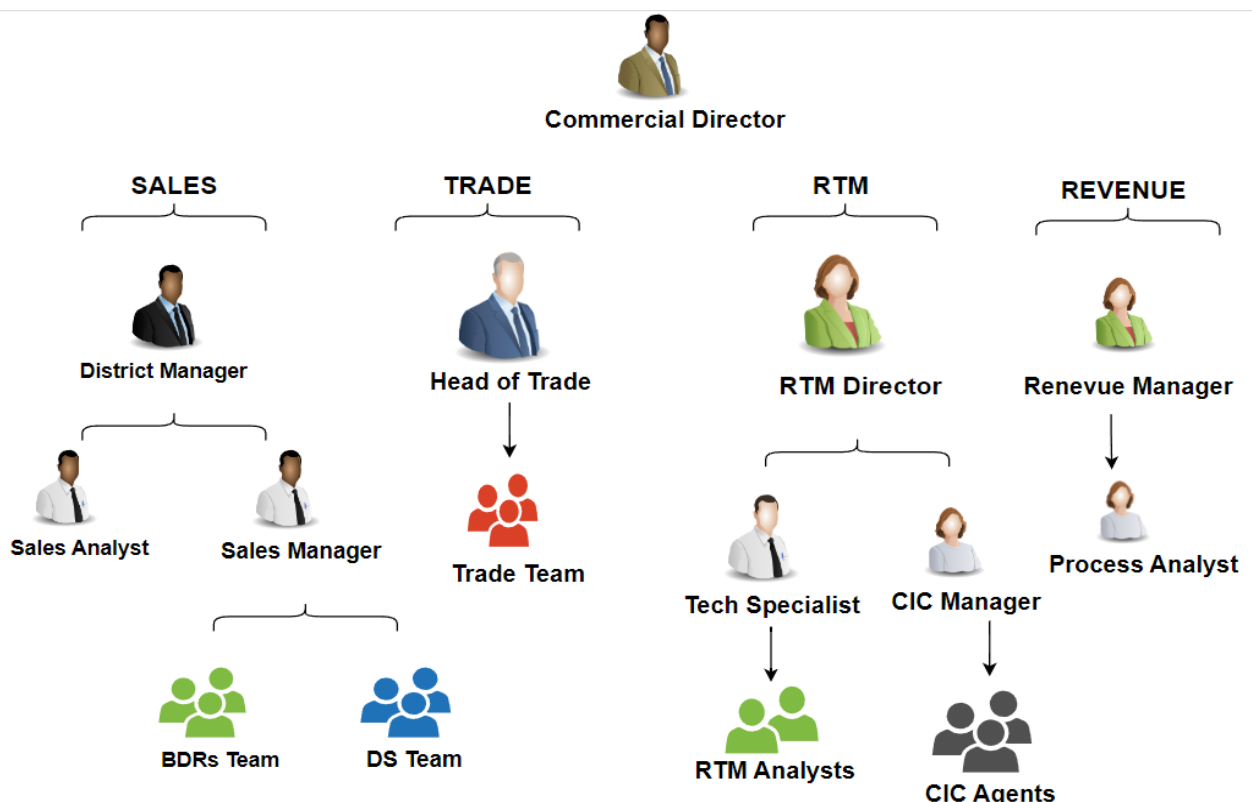 Commercial Director
SALES
TRADE
RTM
REVENUE
District Manager
Head of Trade
RTM Director
Renevue Manager
Sales Analyst
Sales Manager
Trade Team
Tech Specialist
CIC Manager
Process Analyst
BDRs Team
DS Team
RTM Analysts
CIC Agents